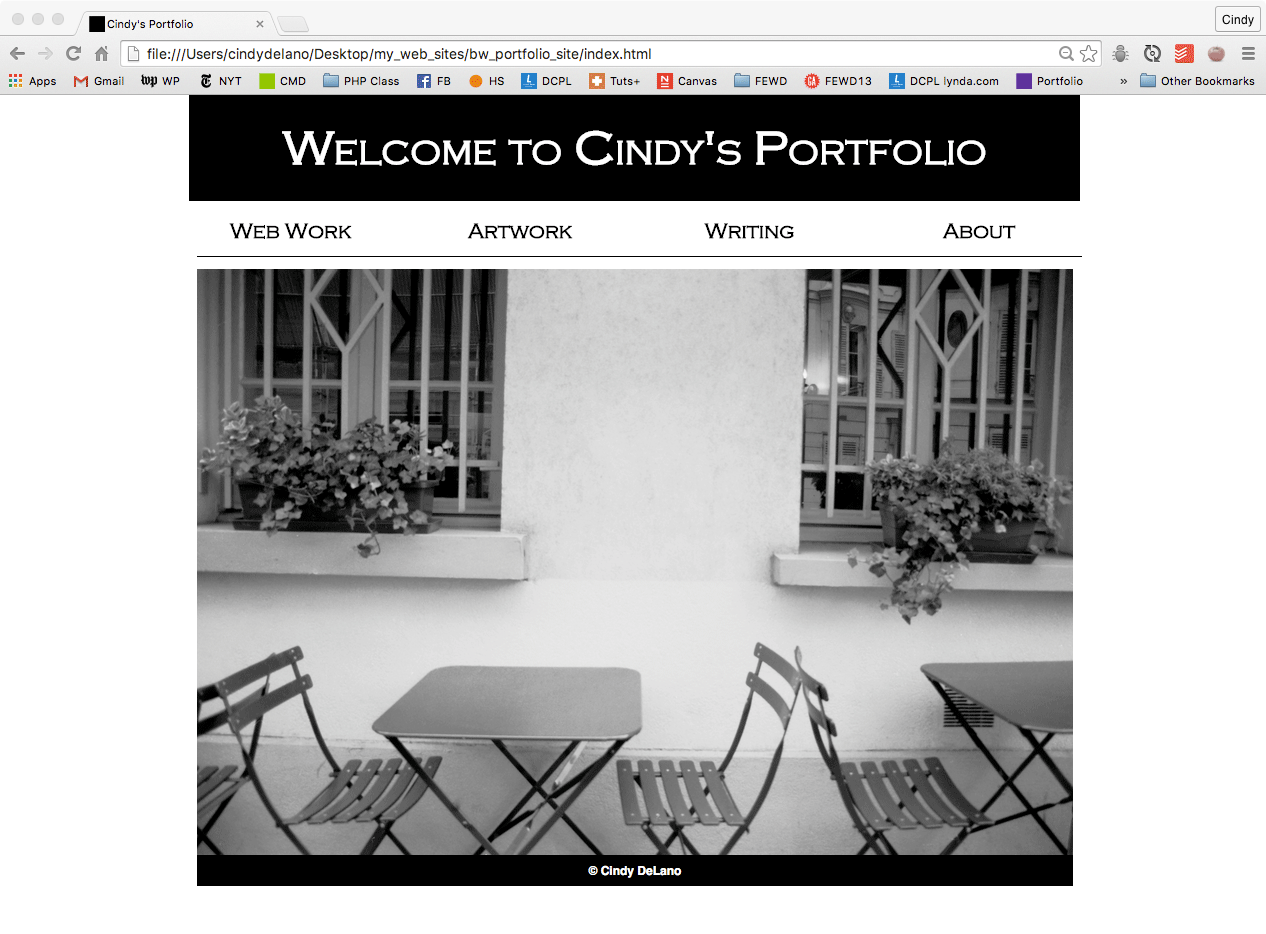 Cindy's Portfolio
Cindy
file:///Users/cindydelano/Desktop/my_web_sites/bw_portfolio_site/index.html
Apps Gmail WP NYT CMD PHP Class FB HS DCPL Tuts+ Canvas FEWD FEWD13 DCPL lynda.com Portfolio » Other Bookmarks
Welcome to Cindy's Portfolio
Web Work Artwork Writing About
© Cindy DeLano